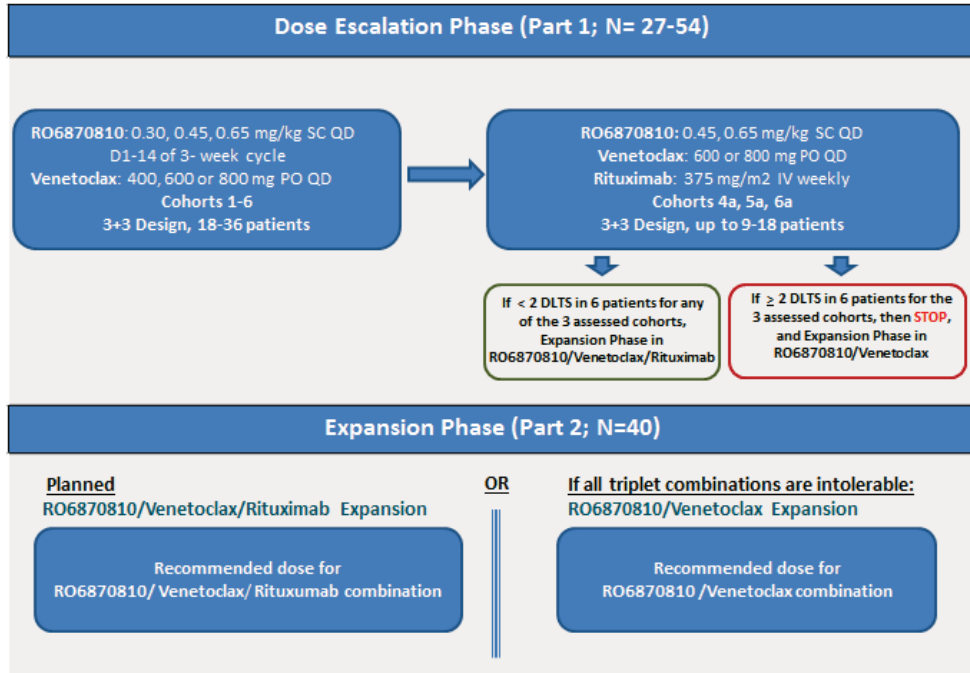 Dose Escalation Phase (Part 1; N= 27-54)
RO6870810: 0.30, 0.45, 0.65 mg/kg SC QD
D1-14 of 3- week cycle
Venetoclax: 400, 600 or 800 mg PO QD
Cohorts 1-6
3+3 Design, 18-36 patients
RO6870810: 0.45, 0.65 mg/kg SC QD
Venetoclax: 600 or 800 mg PO QD
Rituximab: 375 mg/m2 IV weekly
Cohorts 4a, 5a, 6a
3+3 Design, up to 9-18 patients
If < 2 DLTS in 6 patients for any
of the 3 assessed cohorts,
Expansion Phase in
RO6870810/Venetoclax/Rituximab
If ≥ 2 DLTS in 6 patients for the
3 assessed cohorts, then STOP,
and Expansion Phase in
RO6870810/Venetoclax
Expansion Phase (Part 2; N=40)
Planned
RO6870810/Venetoclax/Rituximab Expansion
Recommended dose for
RO6870810/ Venetoclax/ Rituxumab combination
OR
If all triplet combinations are intolerable:
RO6870810/Venetoclax Expansion
Recommended dose for
RO6870810 /Venetoclax combination